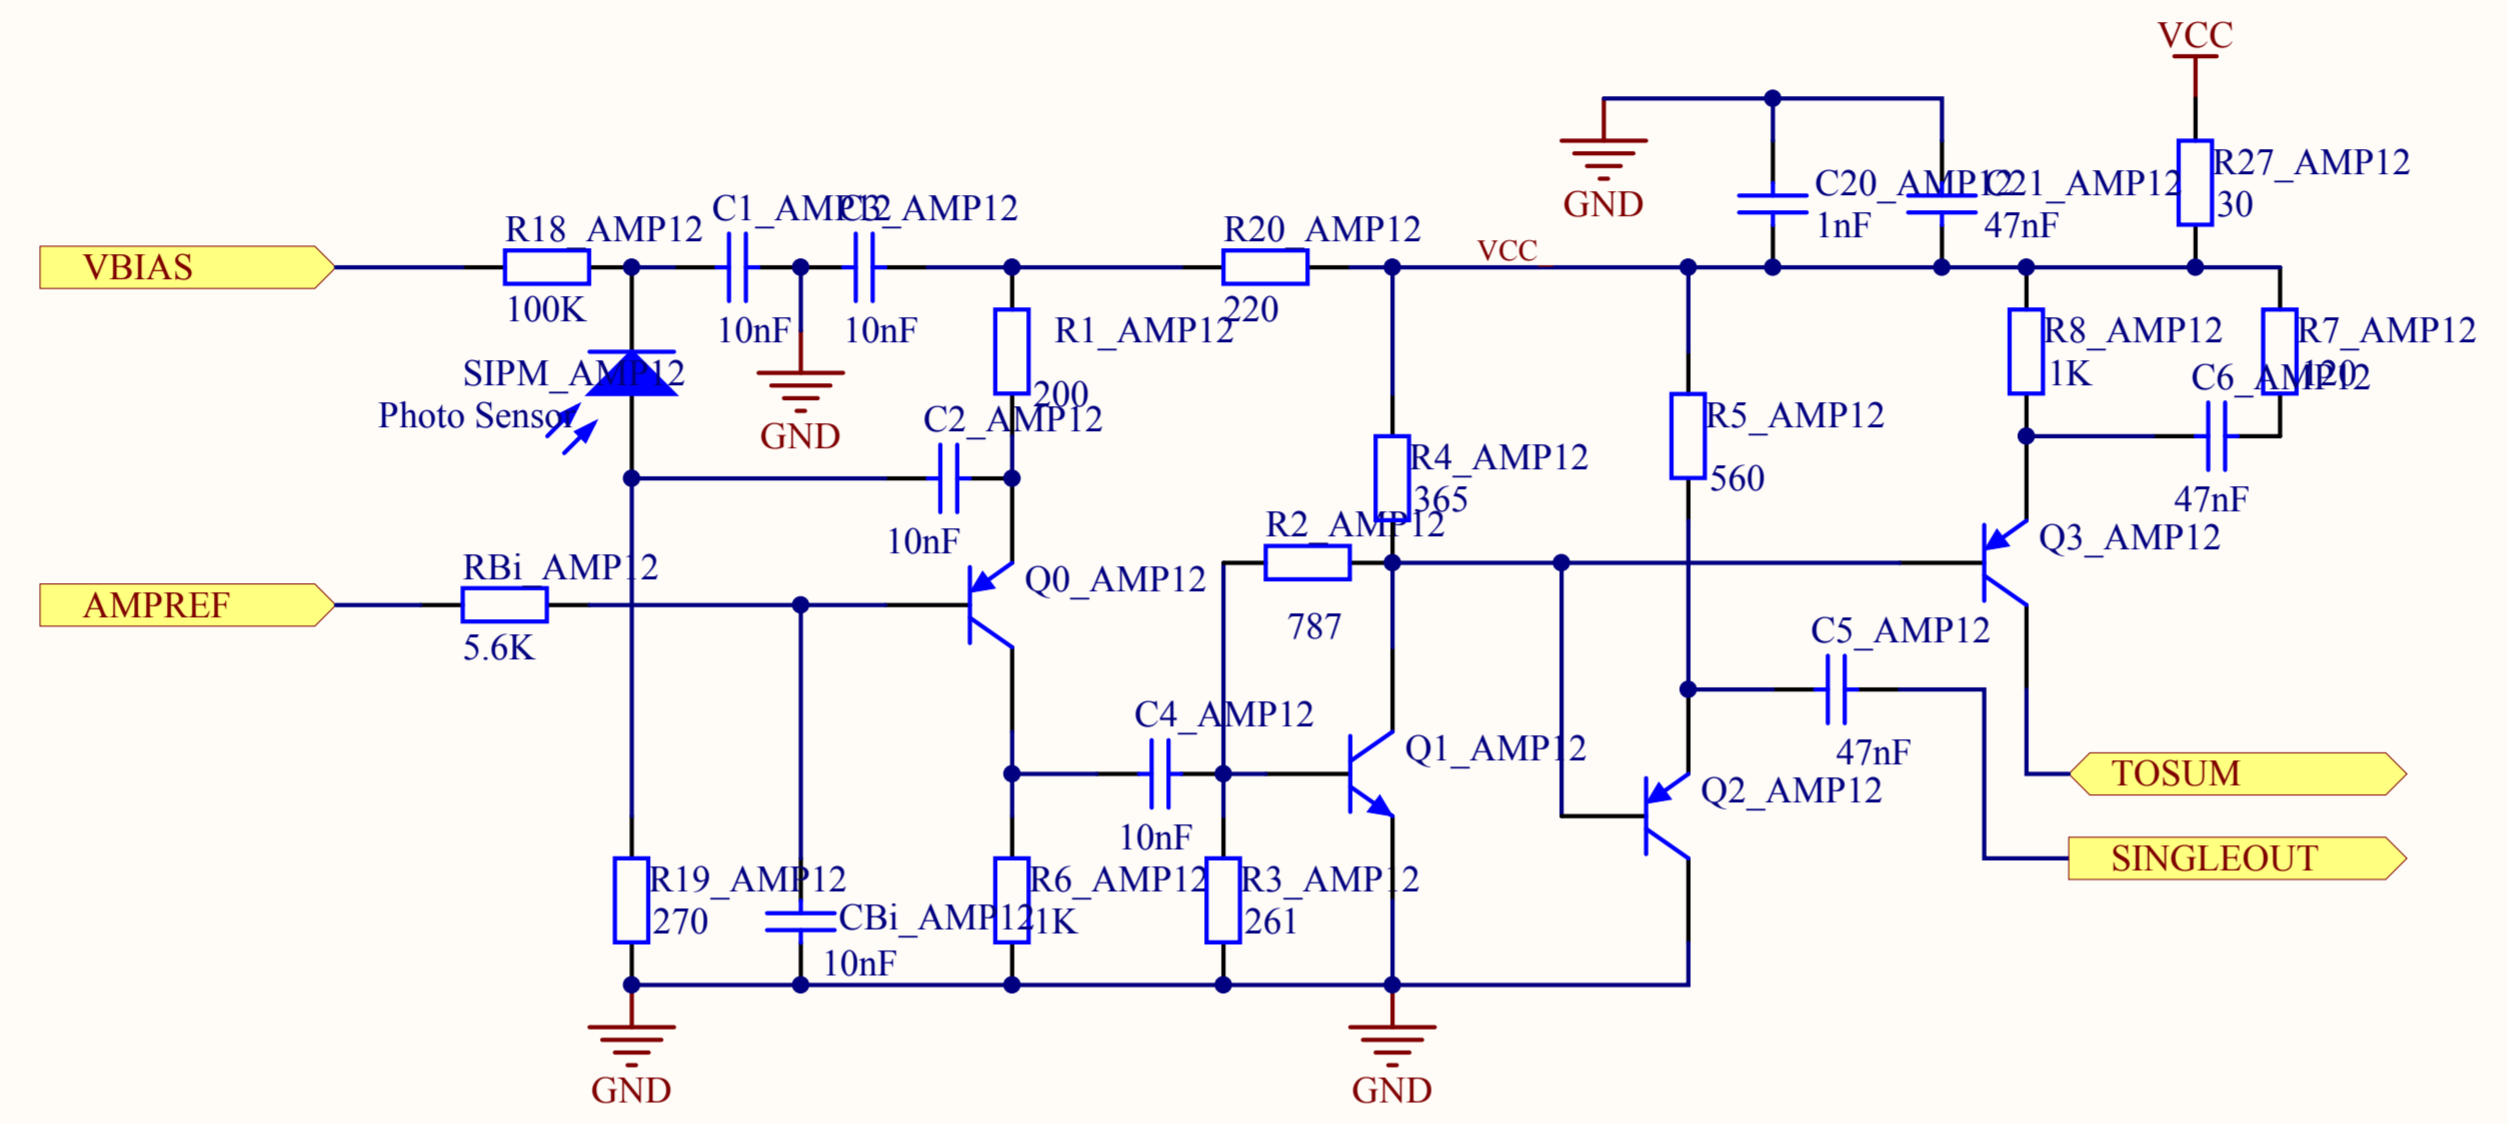 VCC
R27_AMP12
30
C20_AMP12
1nF
C21_AMP12
47nF
GND
VBIAS
R18_AMP12
100K
C1_AMP12
10nF
C3_AMP12
10nF
R20_AMP12
220
VCC
R1_AMP12
200
R8_AMP12
1K
R7_AMP12
120
C6_AMP12
47nF
SIPM_AMP12
Photo Sensor
GND
C2_AMP12
10nF
R4_AMP12
365
R5_AMP12
560
R2_AMP12
787
Q3_AMP12
AMPREF
RBi_AMP12
5.6K
Q0_AMP12
C5_AMP12
47nF
C4_AMP12
10nF
Q1_AMP12
Q2_AMP12
TOSUM
SINGLEOUT
R19_AMP12
270
CBi_AMP12
10nF
R6_AMP12
1K
R3_AMP12
261
GND
GND